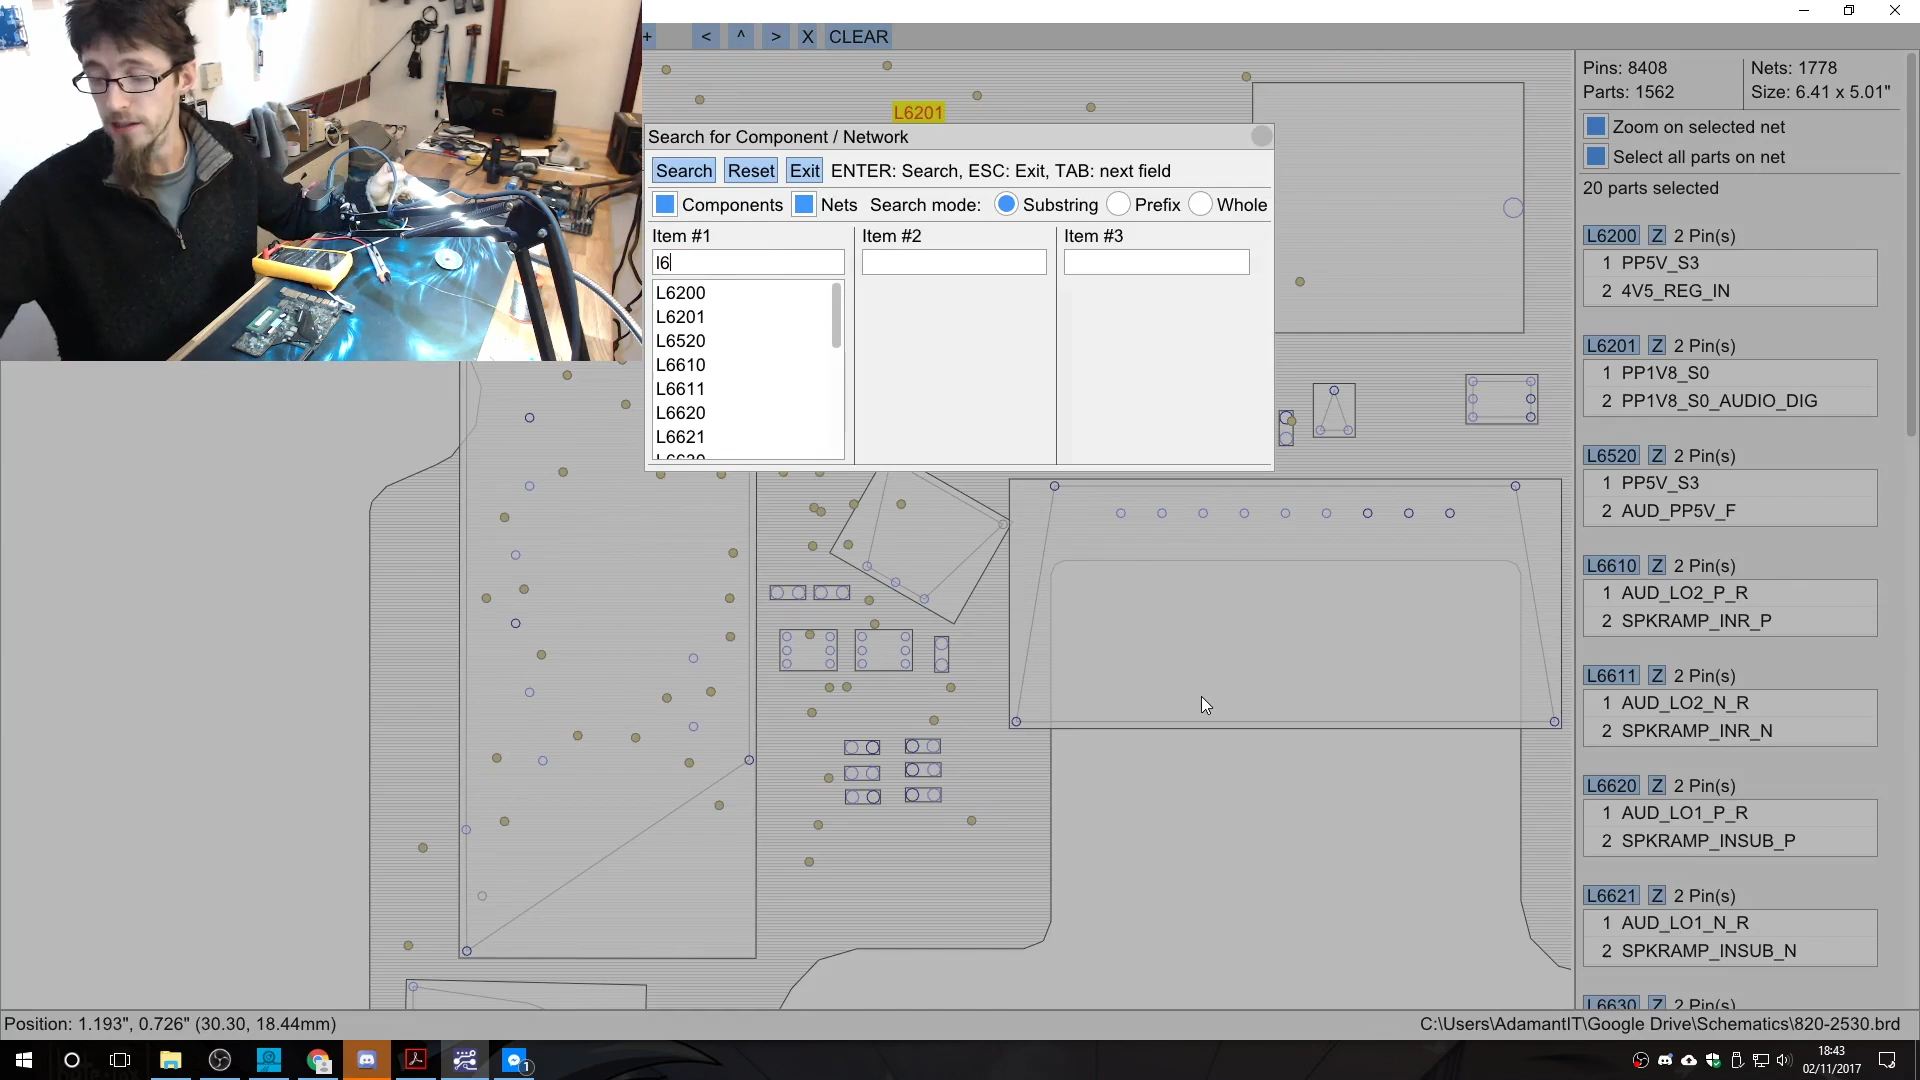 + < ^ > X CLEAR
L6201
Search for Component / Network
Search Reset Exit ENTER: Search, ESC: Exit, TAB: next field
Components Nets Search mode: Substring Prefix Whole
Item #1 Item #2 Item #3
l6
L6200
L6201
L6520
L6610
L6611
L6620
L6621
L6630
Pins: 8408 Nets: 1778
Parts: 1562 Size: 6.41 x 5.01"
Zoom on selected net
Select all parts on net
20 parts selected
L6200 Z 2 Pin(s)
1 PP5V_S3
2 4V5_REG_IN
L6201 Z 2 Pin(s)
1 PP1V8_S0
2 PP1V8_S0_AUDIO_DIG
L6520 Z 2 Pin(s)
1 PP5V_S3
2 AUD_PP5V_F
L6610 Z 2 Pin(s)
1 AUD_LO2_P_R
2 SPKRAMP_INR_P
L6611 Z 2 Pin(s)
1 AUD_LO2_N_R
2 SPKRAMP_INR_N
L6620 Z 2 Pin(s)
1 AUD_LO1_P_R
2 SPKRAMP_INSUB_P
L6621 Z 2 Pin(s)
1 AUD_LO1_N_R
2 SPKRAMP_INSUB_N
L6630 Z 2 Pin(s)
Position: 1.193", 0.726" (30.30, 18.44mm) C:\Users\AdamantIT\Google Drive\Schematics\820-2530.brd
1
18:43
02/11/2017